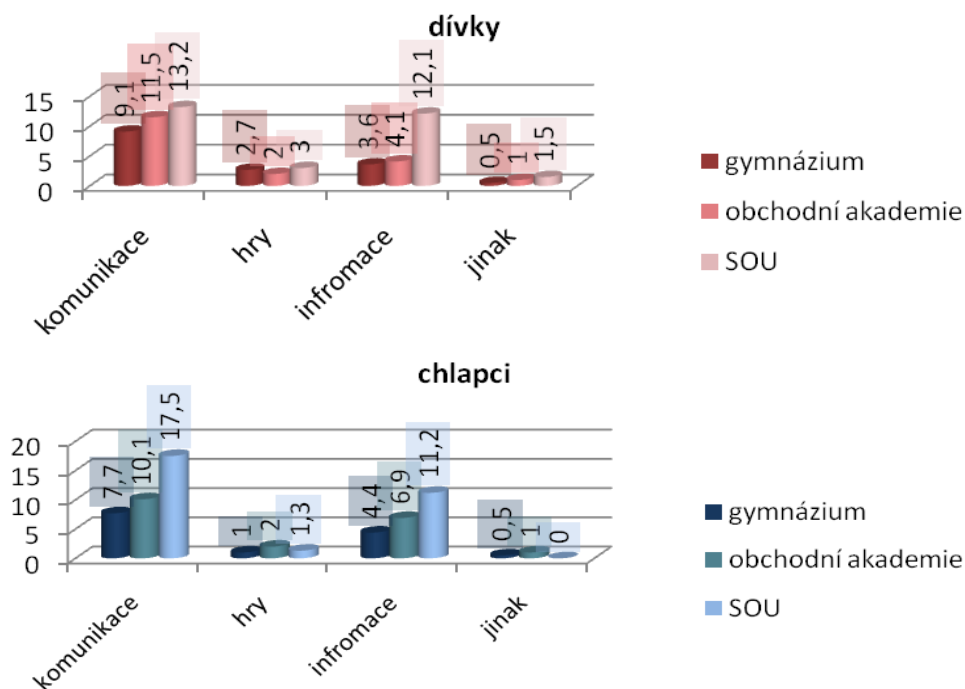 dívky
9,1
11,5
13,2
2,7
2
3
3,6
4,1
12,1
0,5
1
1,5
15
10
5
0
komunikace
hry
infromace
jinak
gymnázium
obchodní akademie
SOU
chlapci
7,7
10,1
17,5
1
2
1,3
4,4
6,9
11,2
0,5
1
0
20
15
10
5
0
komunikace
hry
infromace
jinak
gymnázium
obchodní akademie
SOU